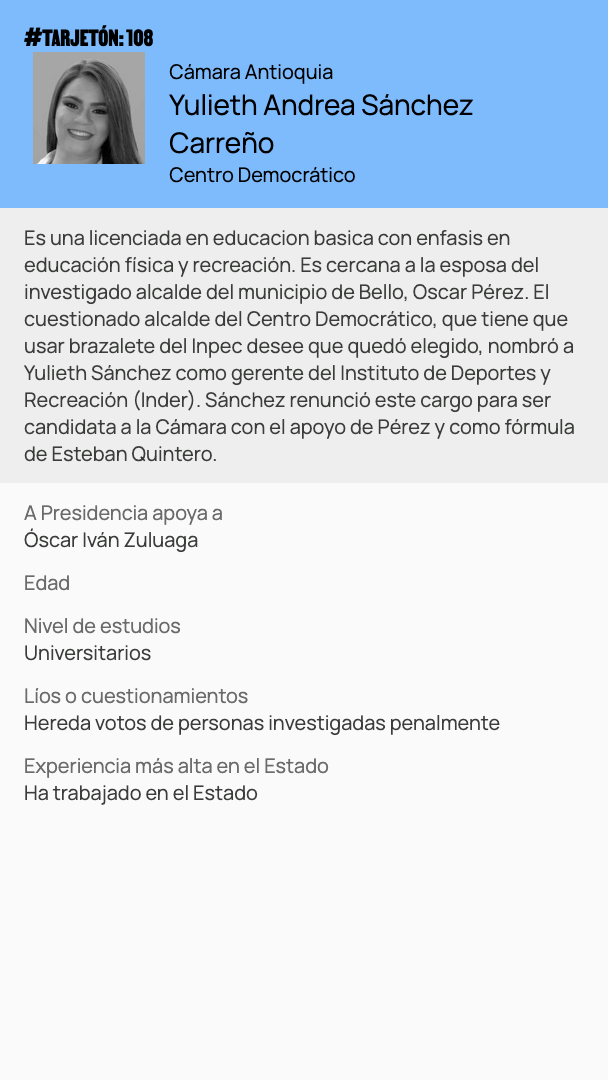 #TARJETÓN: 108
Cámara Antioquia
Yulieth Andrea Sánchez
Carreño
Centro Democrático
Es una licenciada en educacion basica con enfasis en
educación física y recreación. Es cercana a la esposa del
investigado alcalde del municipio de Bello, Oscar Pérez. El
cuestionado alcalde del Centro Democrático, que tiene que
usar brazalete del Inpec desee que quedó elegido, nombró a
Yulieth Sánchez como gerente del Instituto de Deportes y
Recreación (Inder). Sánchez renunció este cargo para ser
candidata a la Cámara con el apoyo de Pérez y como fórmula
de Esteban Quintero.
A Presidencia apoya a
Óscar Iván Zuluaga
Edad
Nivel de estudios
Universitarios
Líos o cuestionamientos
Hereda votos de personas investigadas penalmente
Experiencia más alta en el Estado
Ha trabajado en el Estado